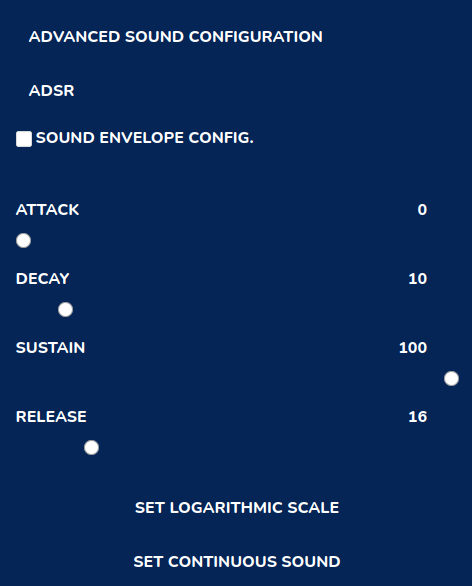 ADVANCED SOUND CONFIGURATION
ADSR
SOUND ENVELOPE CONFIG.
ATTACK 0
DECAY 10
SUSTAIN 100
RELEASE 16
SET LOGARITHMIC SCALE
SET CONTINUOUS SOUND